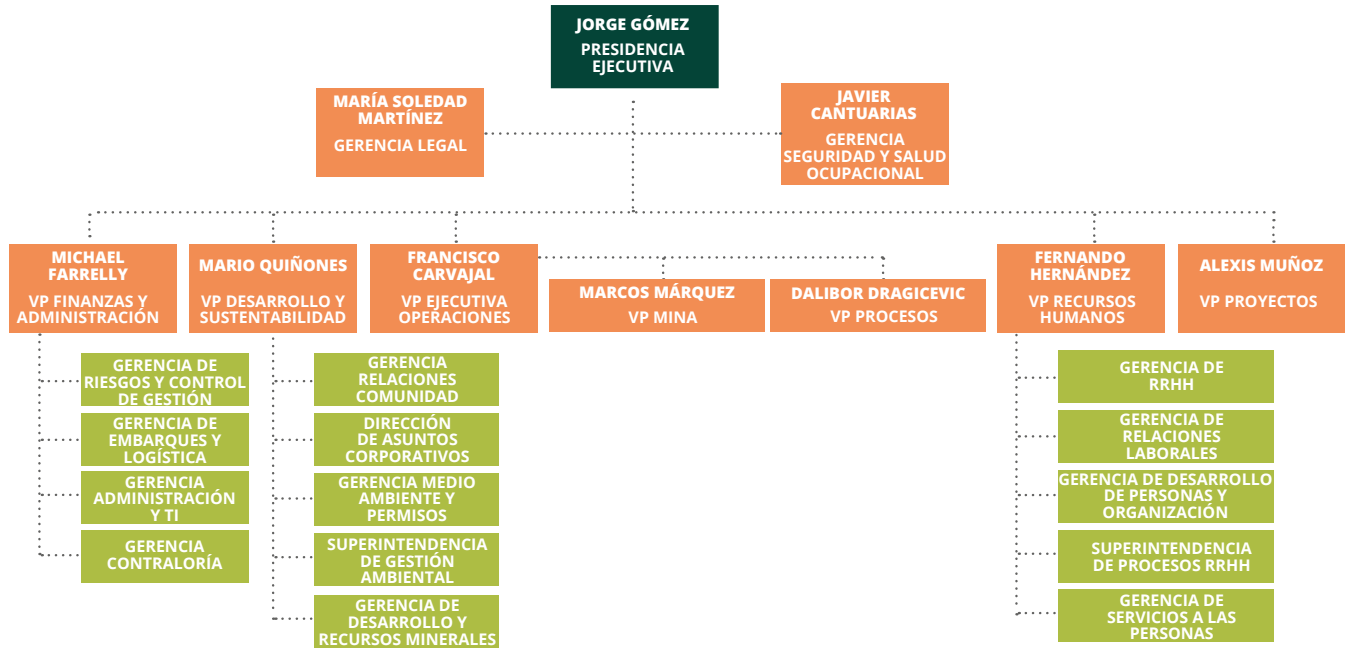 JORGE GÓMEZ
PRESIDENCIA
EJECUTIVA
MARÍA SOLEDAD
MARTÍNEZ
GERENCIA LEGAL
JAVIER
CANTUARIAS
GERENCIA
SEGURIDAD Y SALUD
OCUPACIONAL
MICHAEL
FARRELLY
VP FINANZAS Y
ADMINISTRACIÓN
MARIO QUIÑONES
VP DESARROLLO Y
SUSTENTABILIDAD
FRANCISCO
CARVAJAL
VP EJECUTIVA
OPERACIONES
MARCOS MÁRQUEZ
VP MINA
DALIBOR DRAGICEVIC
VP PROCESOS
FERNANDO
HERNÁNDEZ
VP RECURSOS
HUMANOS
ALEXIS MUÑOZ
VP PROYECTOS
GERENCIA DE
RIESGOS Y CONTROL
DE GESTIÓN
GERENCIA DE
EMBARQUES Y
LOGÍSTICA
GERENCIA
ADMINISTRACIÓN
Y TI
GERENCIA
CONTRALORÍA
GERENCIA
RELACIONES
COMUNIDAD
DIRECCIÓN
DE ASUNTOS
CORPORATIVOS
GERENCIA MEDIO
AMBIENTE Y
PERMISOS
SUPERINTENDENCIA
DE GESTIÓN
AMBIENTAL
GERENCIA DE
DESARROLLO Y
RECURSOS MINERALES
GERENCIA DE
RRHH
GERENCIA DE
RELACIONES
LABORALES
GERENCIA DE DESARROLLO
DE PERSONAS Y
ORGANIZACIÓN
SUPERINTENDENCIA
DE PROCESOS RRHH
GERENCIA DE
SERVICIOS A LAS
PERSONAS